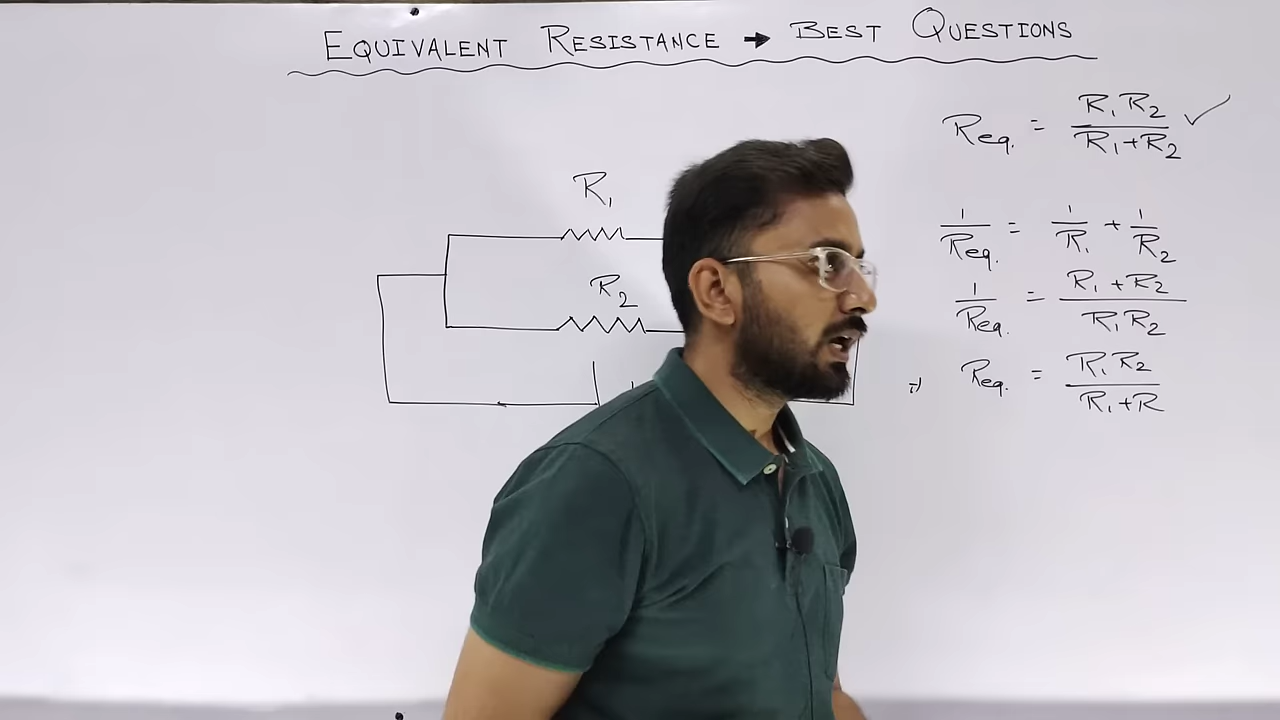 EQUIVALENT RESISTANCE → BEST QUESTIONS
Req. = R₁R₂ / R₁+R₂ ✓
R₁
1/Req. = 1/R₁ + 1/R₂
R₂
1/Req. = R₁+R₂ / R₁R₂
Req. = R₁R₂ / R₁+R